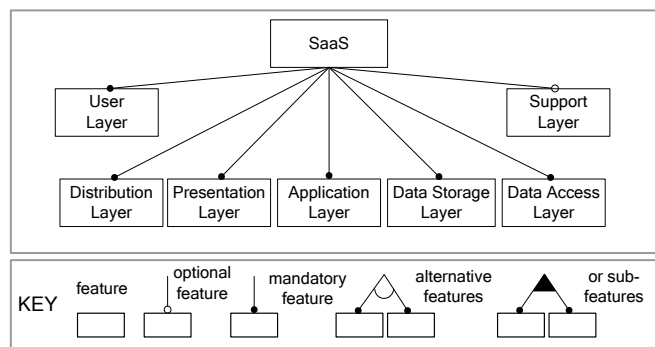 SaaS
User
Layer
Support
Layer
Distribution
Layer
Presentation
Layer
Application
Layer
Data Storage
Layer
Data Access
Layer
KEY
feature
optional
feature
mandatory
feature
alternative
features
or sub-
features